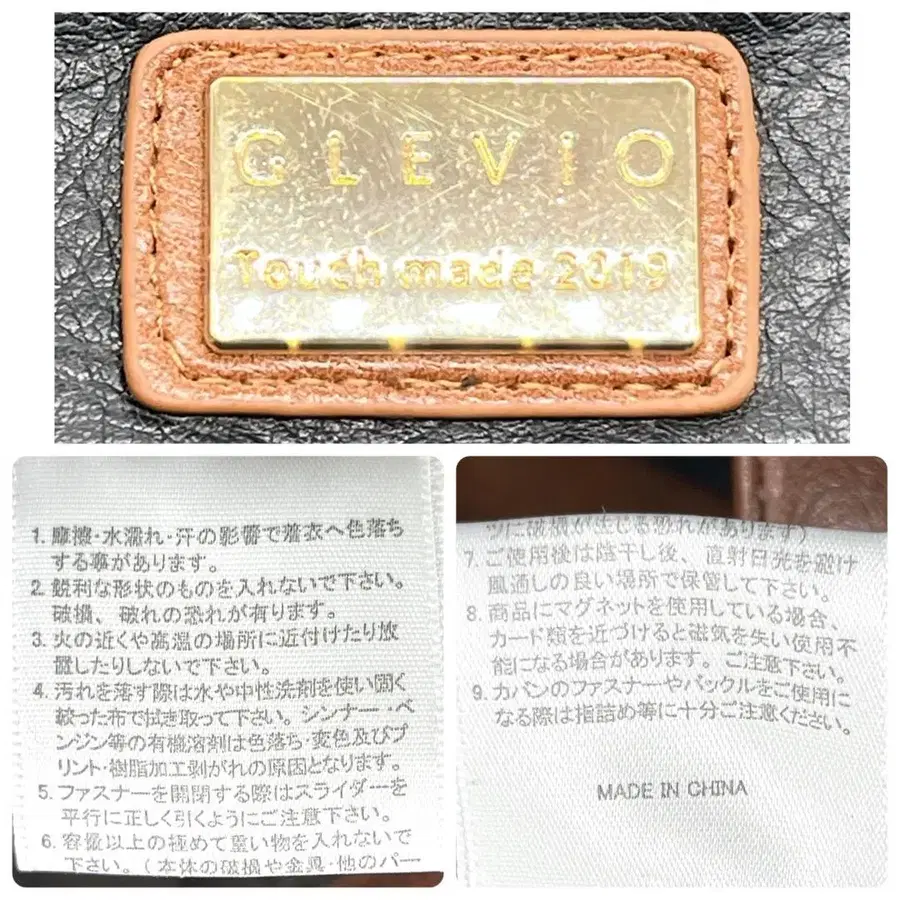 GLEVIO
Touch made 2019
1. 摩擦・水濡れ・汗の影響で着衣へ色落ち
する事があります。
2. 鋭利な形状のものを入れないで下さい。
破損、破れの恐れが有ります。
3. 火の近くや高温の場所に近付けたり放
置したりしないで下さい。
4. 汚れを落す際は水や中性洗剤を使い固く
絞った布で拭き取って下さい。シンナー・ベ
ンジン等の有機溶剤は色落ち・変色及びプ
リント・樹脂加工剥がれの原因となります。
5. ファスナーを開閉する際はスライダーを
平行に正しく引くようにご注意下さい。
6. 容量以上の極めて重い物を入れないで
下さい。(本体の破損や金具・他のパー
ツに破損が生じる恐れがあります)
7. ご使用後は陰干し後、直射日光を避け
風通しの良い場所で保管して下さい。
8. 商品にマグネットを使用している場合、
カード類を近づけると磁気を失い使用不
能になる場合があります。ご注意下さい。
9. カバンのファスナーやバックルをご使用に
なる際は指詰め等に十分ご注意ください。
MADE IN CHINA